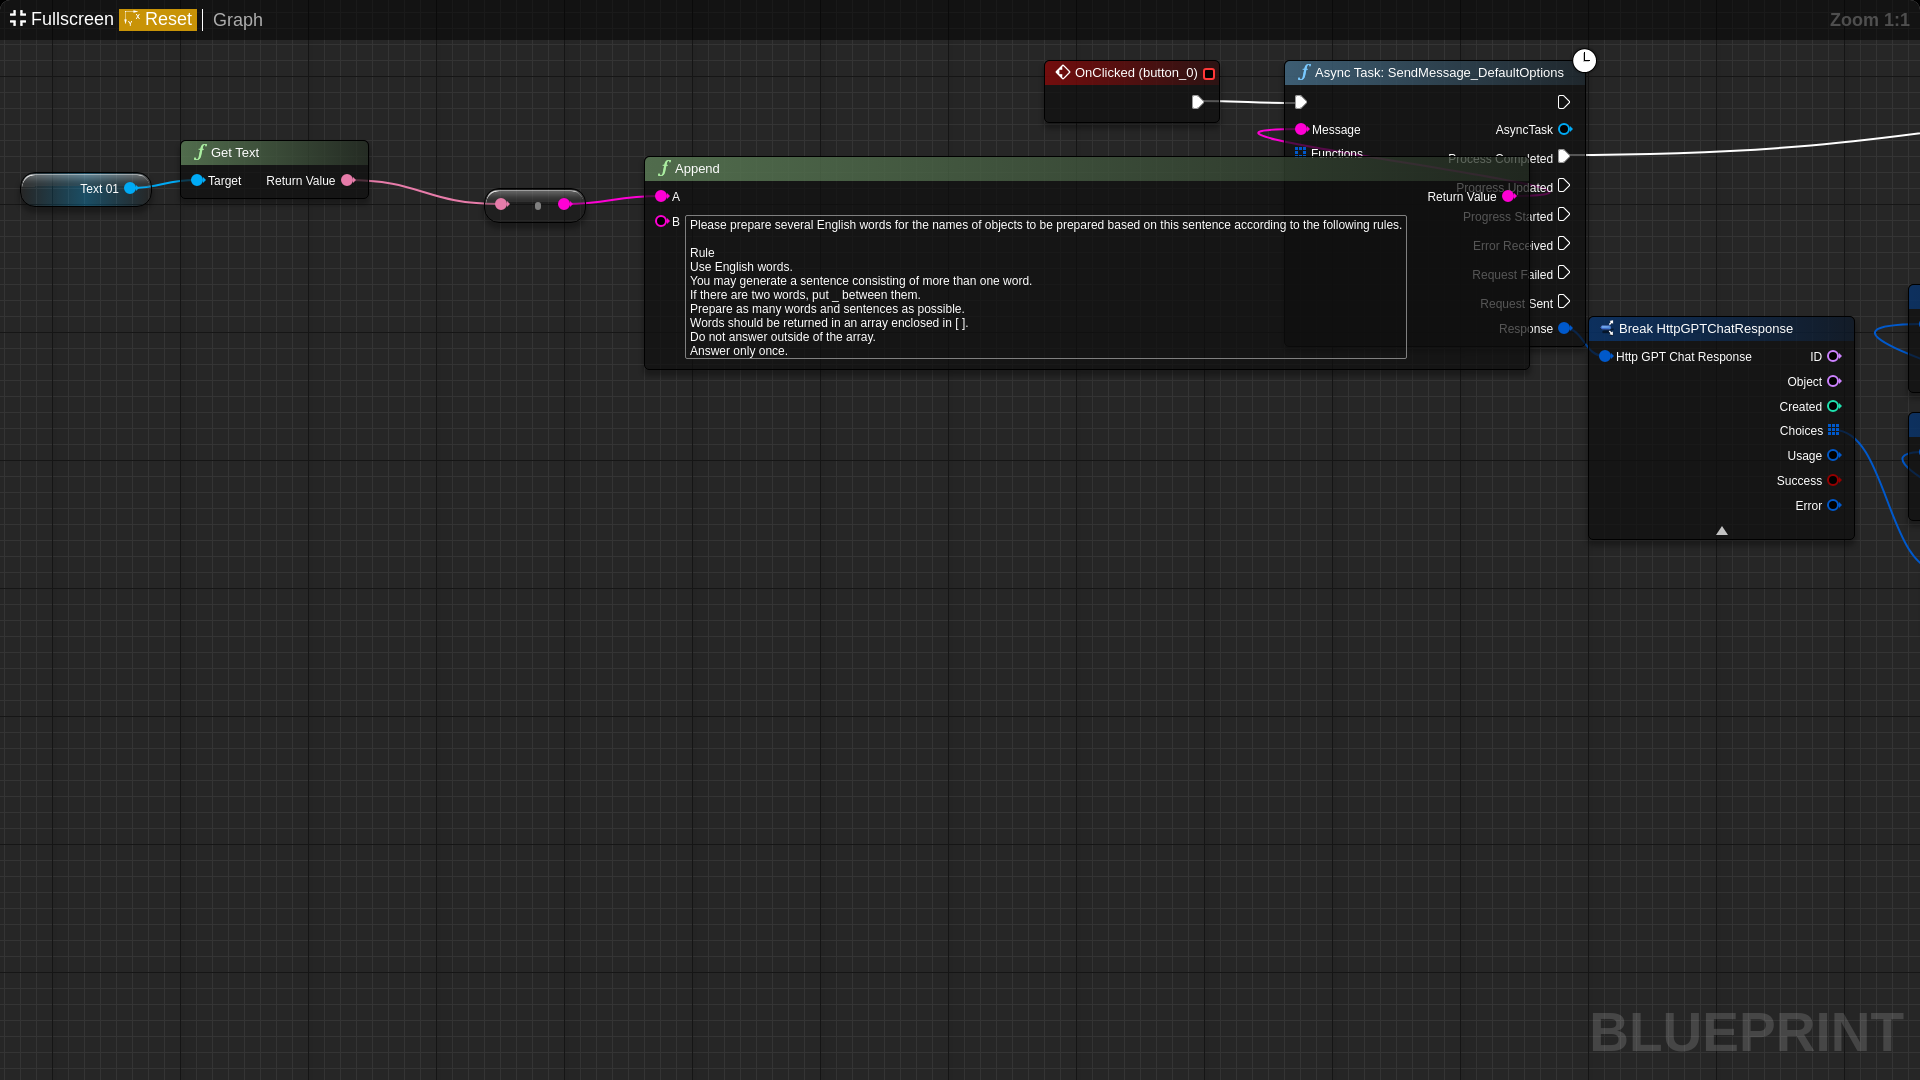 Fullscreen Reset Graph
Zoom 1:1
OnClicked (button_0)
Async Task: SendMessage_DefaultOptions
Message
AsyncTask
Functions
Process Completed
Progress Updated
Progress Started
Error Received
Request Failed
Request Sent
Response
Text 01
Get Text
Target
Return Value
Append
A
Return Value
B
Please prepare several English words for the names of objects to be prepared based on this sentence according to the following rules.
Rule
Use English words.
You may generate a sentence consisting of more than one word.
If there are two words, put _ between them.
Prepare as many words and sentences as possible.
Words should be returned in an array enclosed in [ ].
Do not answer outside of the array.
Answer only once.
Break HttpGPTChatResponse
Http GPT Chat Response
ID
Object
Created
Choices
Usage
Success
Error
BLUEPRINT